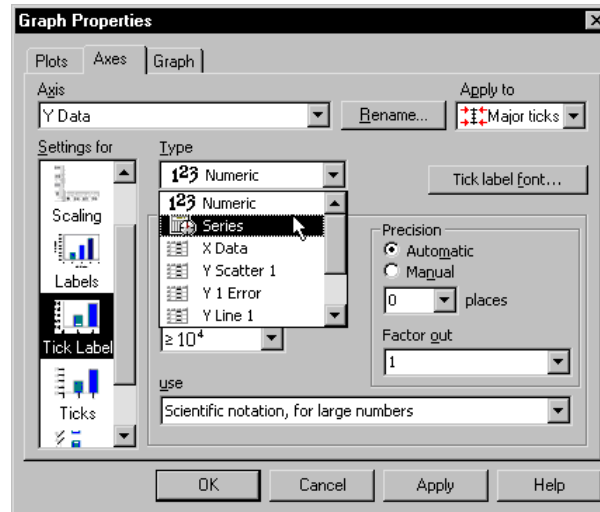 Graph Properties
Plots Axes Graph
Axis
Y Data
Rename...
Apply to
Major ticks
Settings for
Scaling
Labels
Tick Label
Ticks
Type
123 Numeric
123 Numeric
Series
X Data
Y Scatter 1
Y 1 Error
Y Line 1
Tick label font...
≥ 10⁴
Precision
Automatic
Manual
0 places
Factor out
1
use
Scientific notation, for large numbers
OK Cancel Apply Help